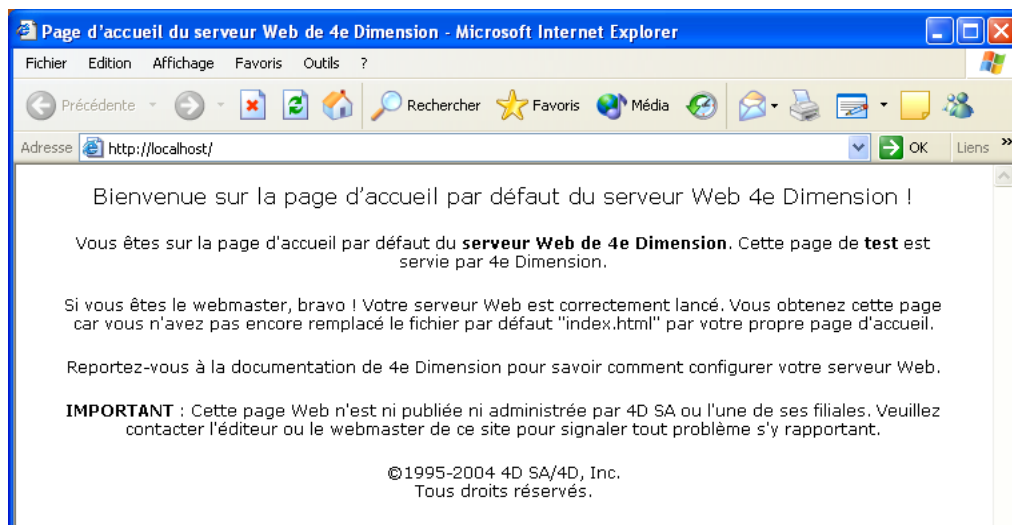 Page d'accueil du serveur Web de 4e Dimension - Microsoft Internet Explorer
Fichier Edition Affichage Favoris Outils ?
Précédente Rechercher Favoris Média
Adresse http://localhost/ OK Liens »
Bienvenue sur la page d'accueil par défaut du serveur Web 4e Dimension !
Vous êtes sur la page d'accueil par défaut du serveur Web de 4e Dimension. Cette page de test est
servie par 4e Dimension.
Si vous êtes le webmaster, bravo ! Votre serveur Web est correctement lancé. Vous obtenez cette page
car vous n'avez pas encore remplacé le fichier par défaut "index.html" par votre propre page d'accueil.
Reportez-vous à la documentation de 4e Dimension pour savoir comment configurer votre serveur Web.
IMPORTANT : Cette page Web n'est ni publiée ni administrée par 4D SA ou l'une de ses filiales. Veuillez
contacter l'éditeur ou le webmaster de ce site pour signaler tout problème s'y rapportant.
©1995-2004 4D SA/4D, Inc.
Tous droits réservés.